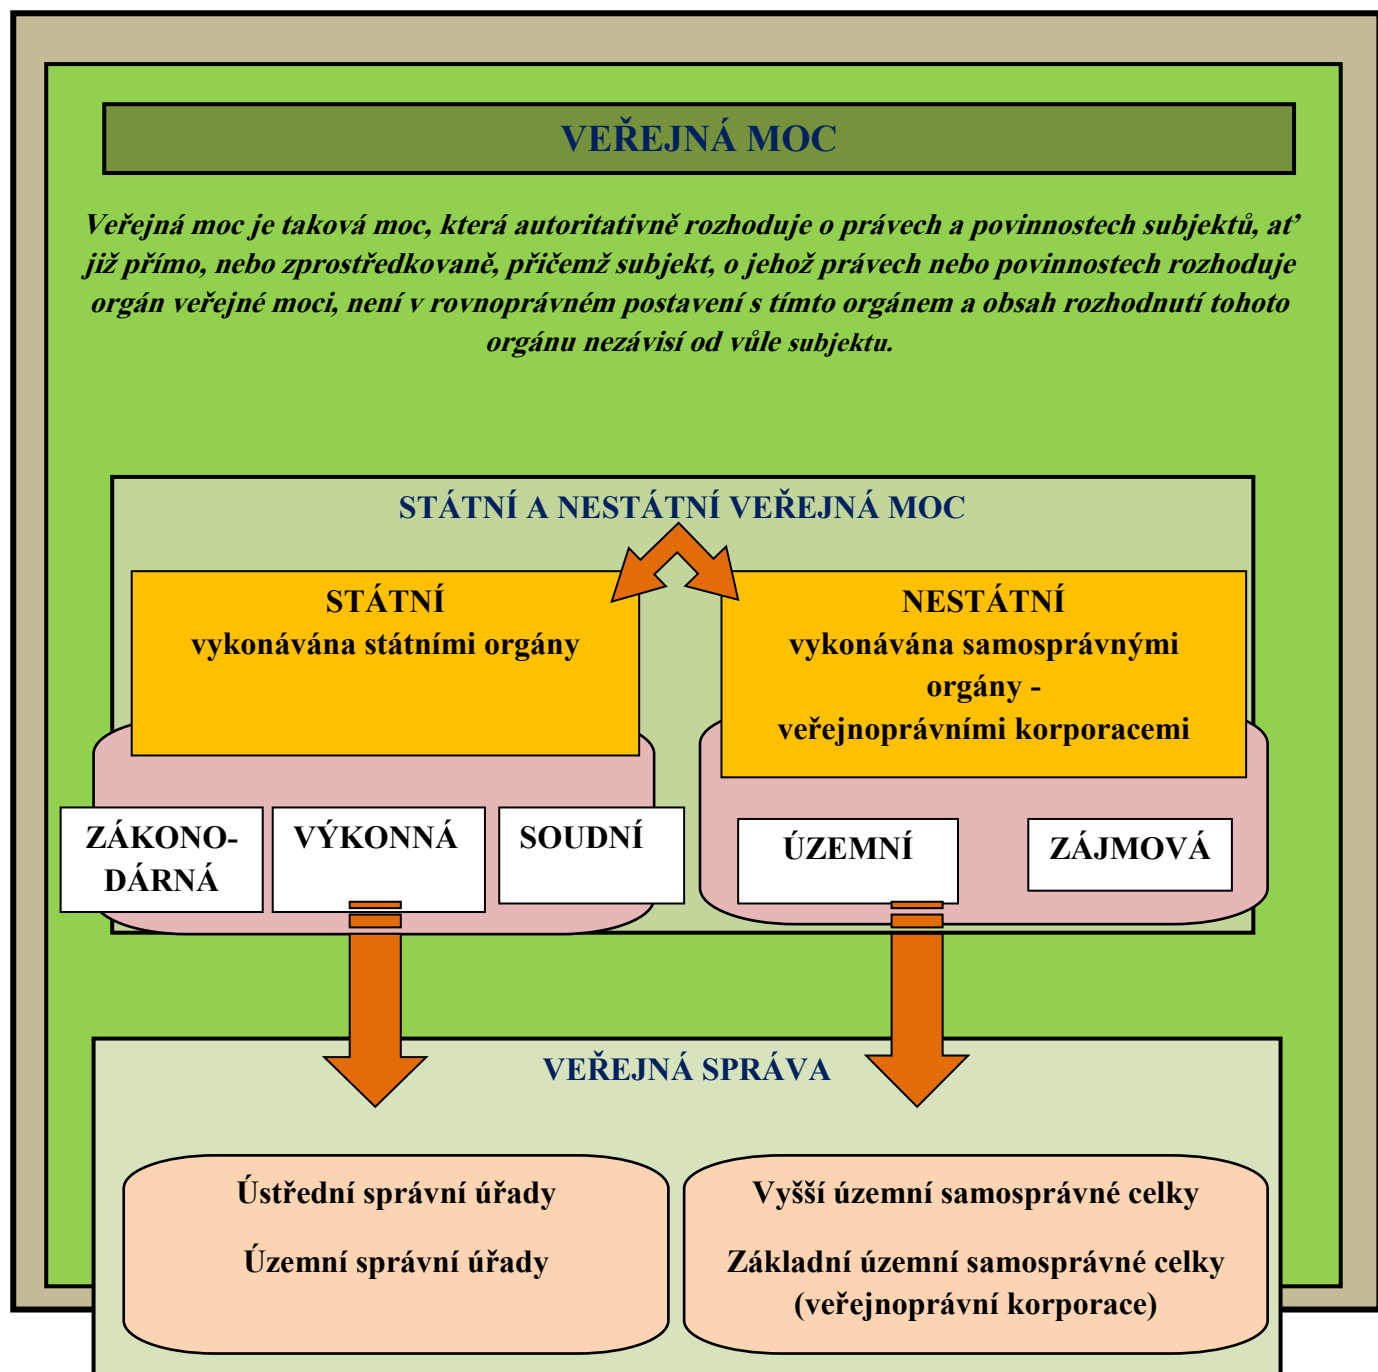 VEŘEJNÁ MOC
Veřejná moc je taková moc, která autoritativně rozhoduje o právech a povinnostech subjektů, ať
již přímo, nebo zprostředkovaně, přičemž subjekt, o jehož právech nebo povinnostech rozhoduje
orgán veřejné moci, není v rovnoprávném postavení s tímto orgánem a obsah rozhodnutí tohoto
orgánu nezávisí od vůle subjektu.
STÁTNÍ A NESTÁTNÍ VEŘEJNÁ MOC
STÁTNÍ
vykonávána státními orgány
NESTÁTNÍ
vykonávána samosprávnými
orgány -
veřejnoprávními korporacemi
ZÁKONO-
DÁRNÁ
VÝKONNÁ
SOUDNÍ
ÚZEMNÍ
ZÁJMOVÁ
VEŘEJNÁ SPRÁVA
Ústřední správní úřady
Územní správní úřady
Vyšší územní samosprávné celky
Základní územní samosprávné celky
(veřejnoprávní korporace)